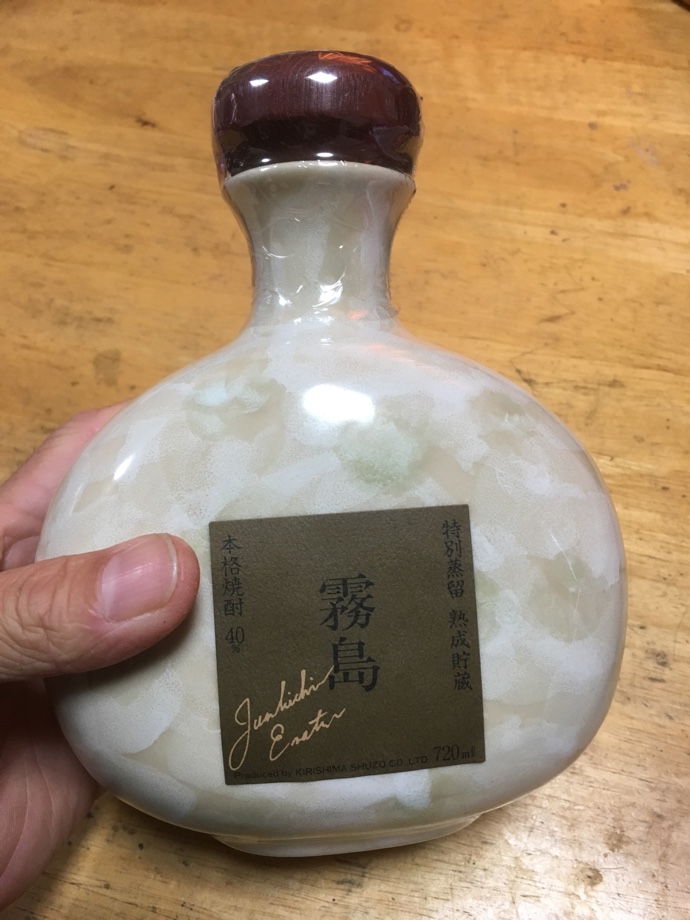 特別蒸留 熟成貯蔵
霧島
本格焼酎 40%
Junkichi
Enatsu
Produced by KIRISHIMA SHUZO CO.,LTD. 720ml